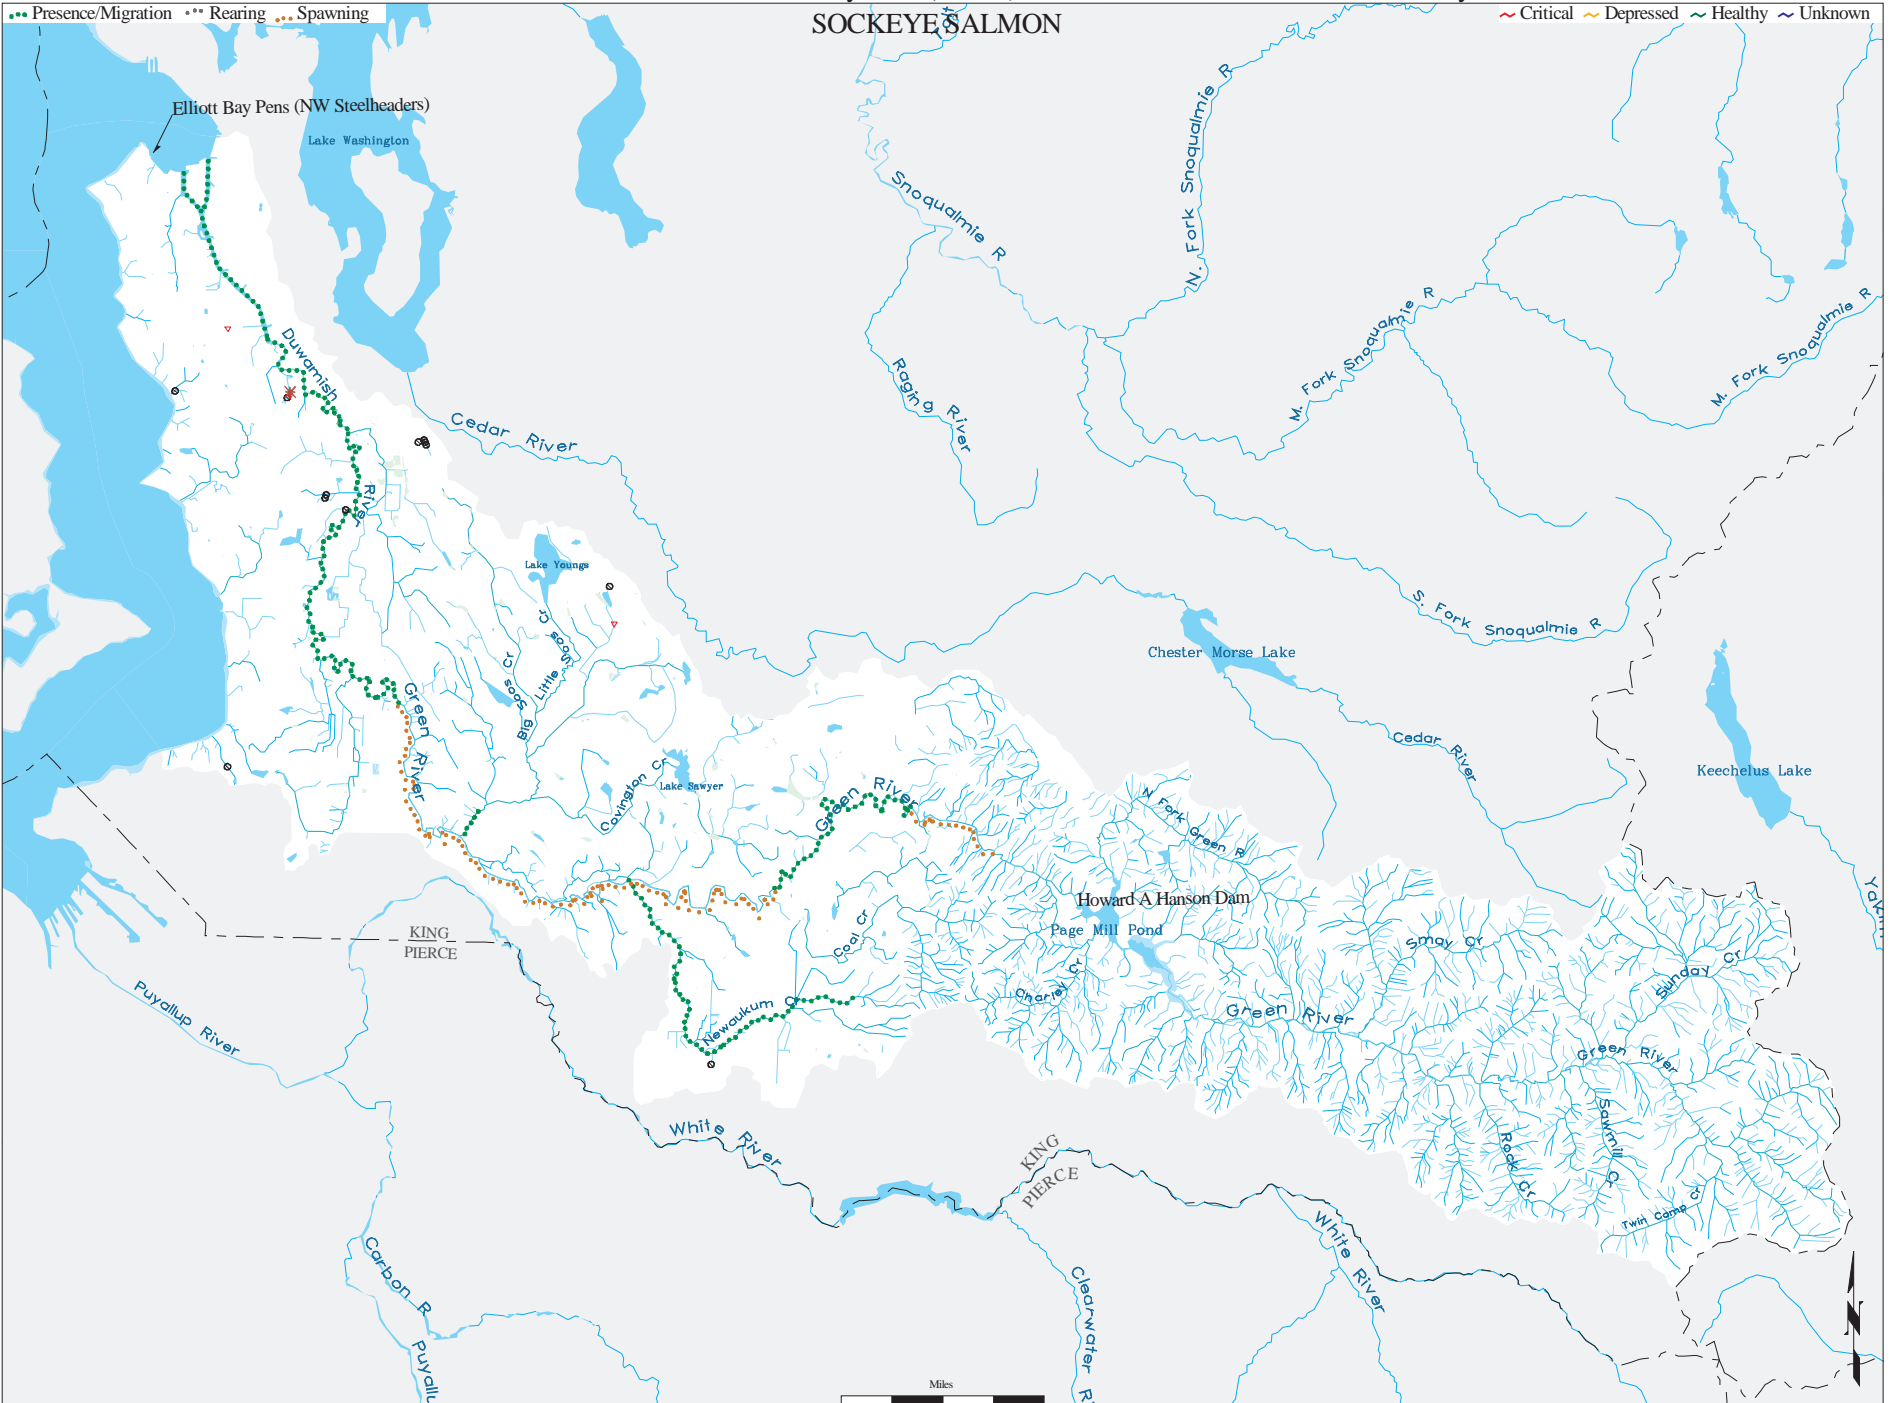 Presence/Migration Rearing Spawning
SOCKEYE SALMON
Critical Depressed Healthy Unknown
Elliott Bay Pens (NW Steelheaders)
Lake Washington
Snoqualmie R
N. Fork Snoqualmie R
M. Fork Snoqualmie R
M. Fork Snoqualmie R
Raging River
Duwamish
River
Cedar River
Lake Youngs
S. Fork Snoqualmie R
Chester Morse Lake
Big Soos Cr
Little Soos Cr
Green River
Cedar River
Keechelus Lake
Covington Cr
Lake Sawyer
Green River
N Fork Green R
Howard A Hanson Dam
Page Mill Pond
KING
PIERCE
Coal Cr
Smay Cr
Sunday Cr
Charley Cr
Newaukum Cr
Green River
Green River
Puyallup River
White River
KING
PIERCE
Rock Cr
Sawmill Cr
Twin Camp Cr
White River
Carbon R
Clearwater R
N
Miles